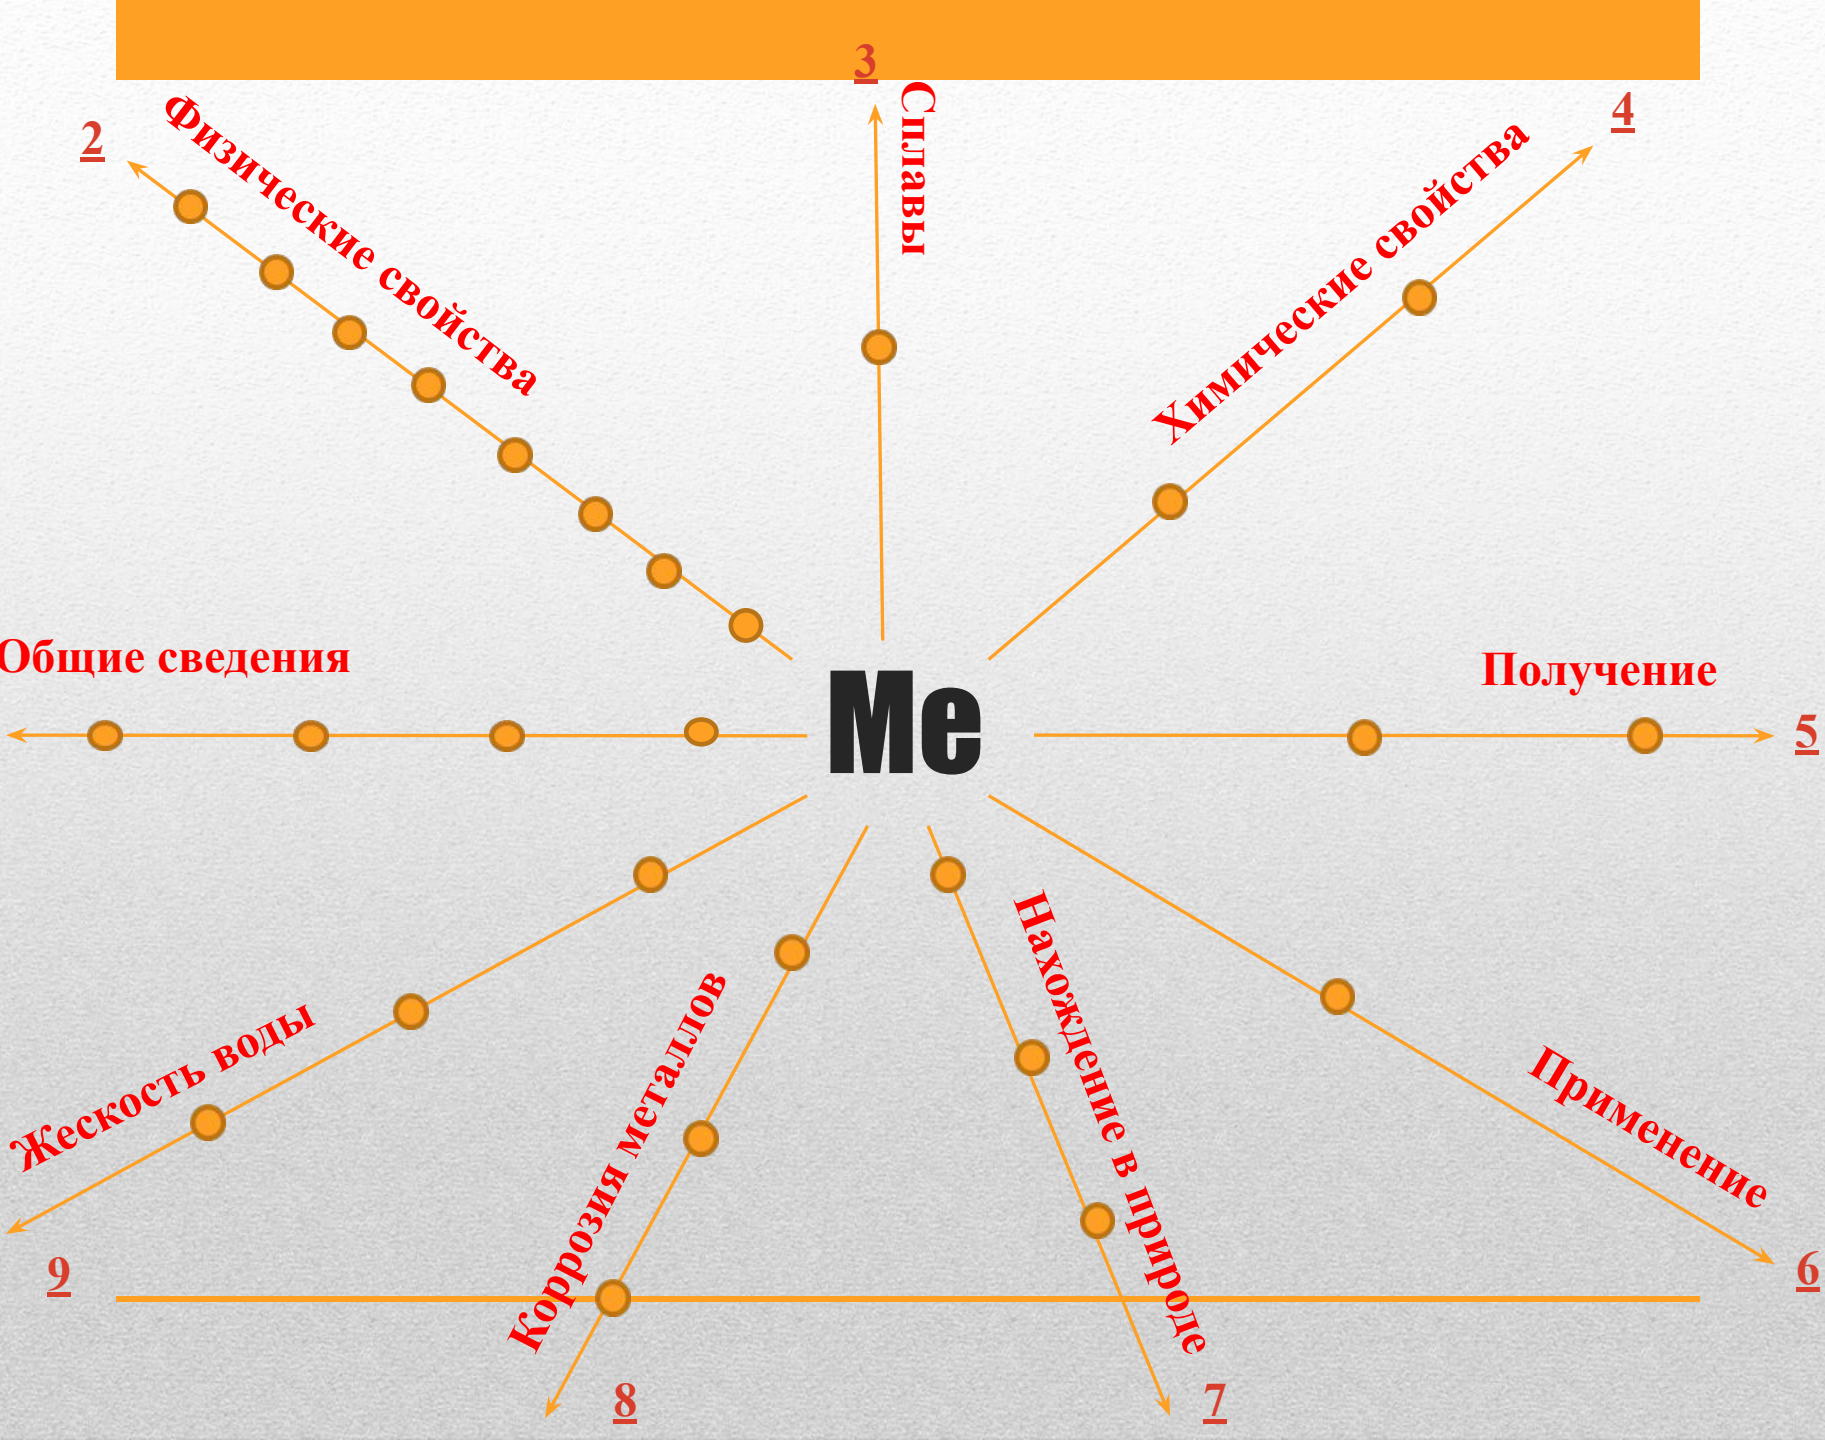 3
Сплавы
4
2
Физические свойства
Химические свойства
Общие сведения
Получение
Me
5
Жескость воды
Коррозия металлов
Нахождение в природе
Применение
9
6
8
7